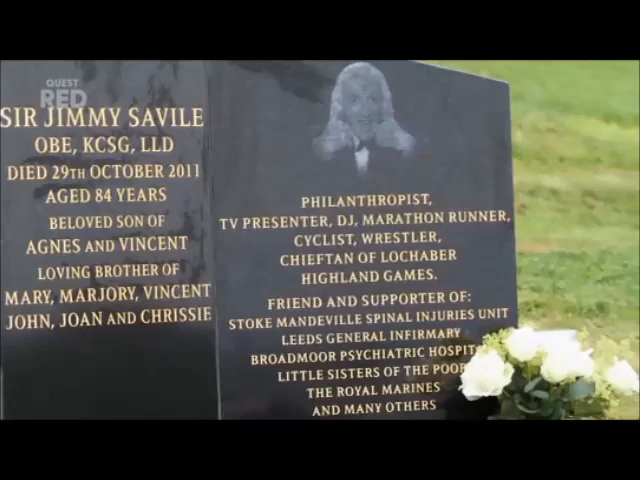 QUEST
RED
SIR JIMMY SAVILE
OBE, KCSG, LLD
DIED 29TH OCTOBER 2011
AGED 84 YEARS
BELOVED SON OF
AGNES AND VINCENT
LOVING BROTHER OF
MARY, MARJORY, VINCENT
JOHN, JOAN AND CHRISSIE
PHILANTHROPIST,
TV PRESENTER, DJ, MARATHON RUNNER,
CYCLIST, WRESTLER,
CHIEFTAN OF LOCHABER
HIGHLAND GAMES.
FRIEND AND SUPPORTER OF:
STOKE MANDEVILLE SPINAL INJURIES UNIT
LEEDS GENERAL INFIRMARY
BROADMOOR PSYCHIATRIC HOSPIT
LITTLE SISTERS OF THE POOR
THE ROYAL MARINES
AND MANY OTHERS